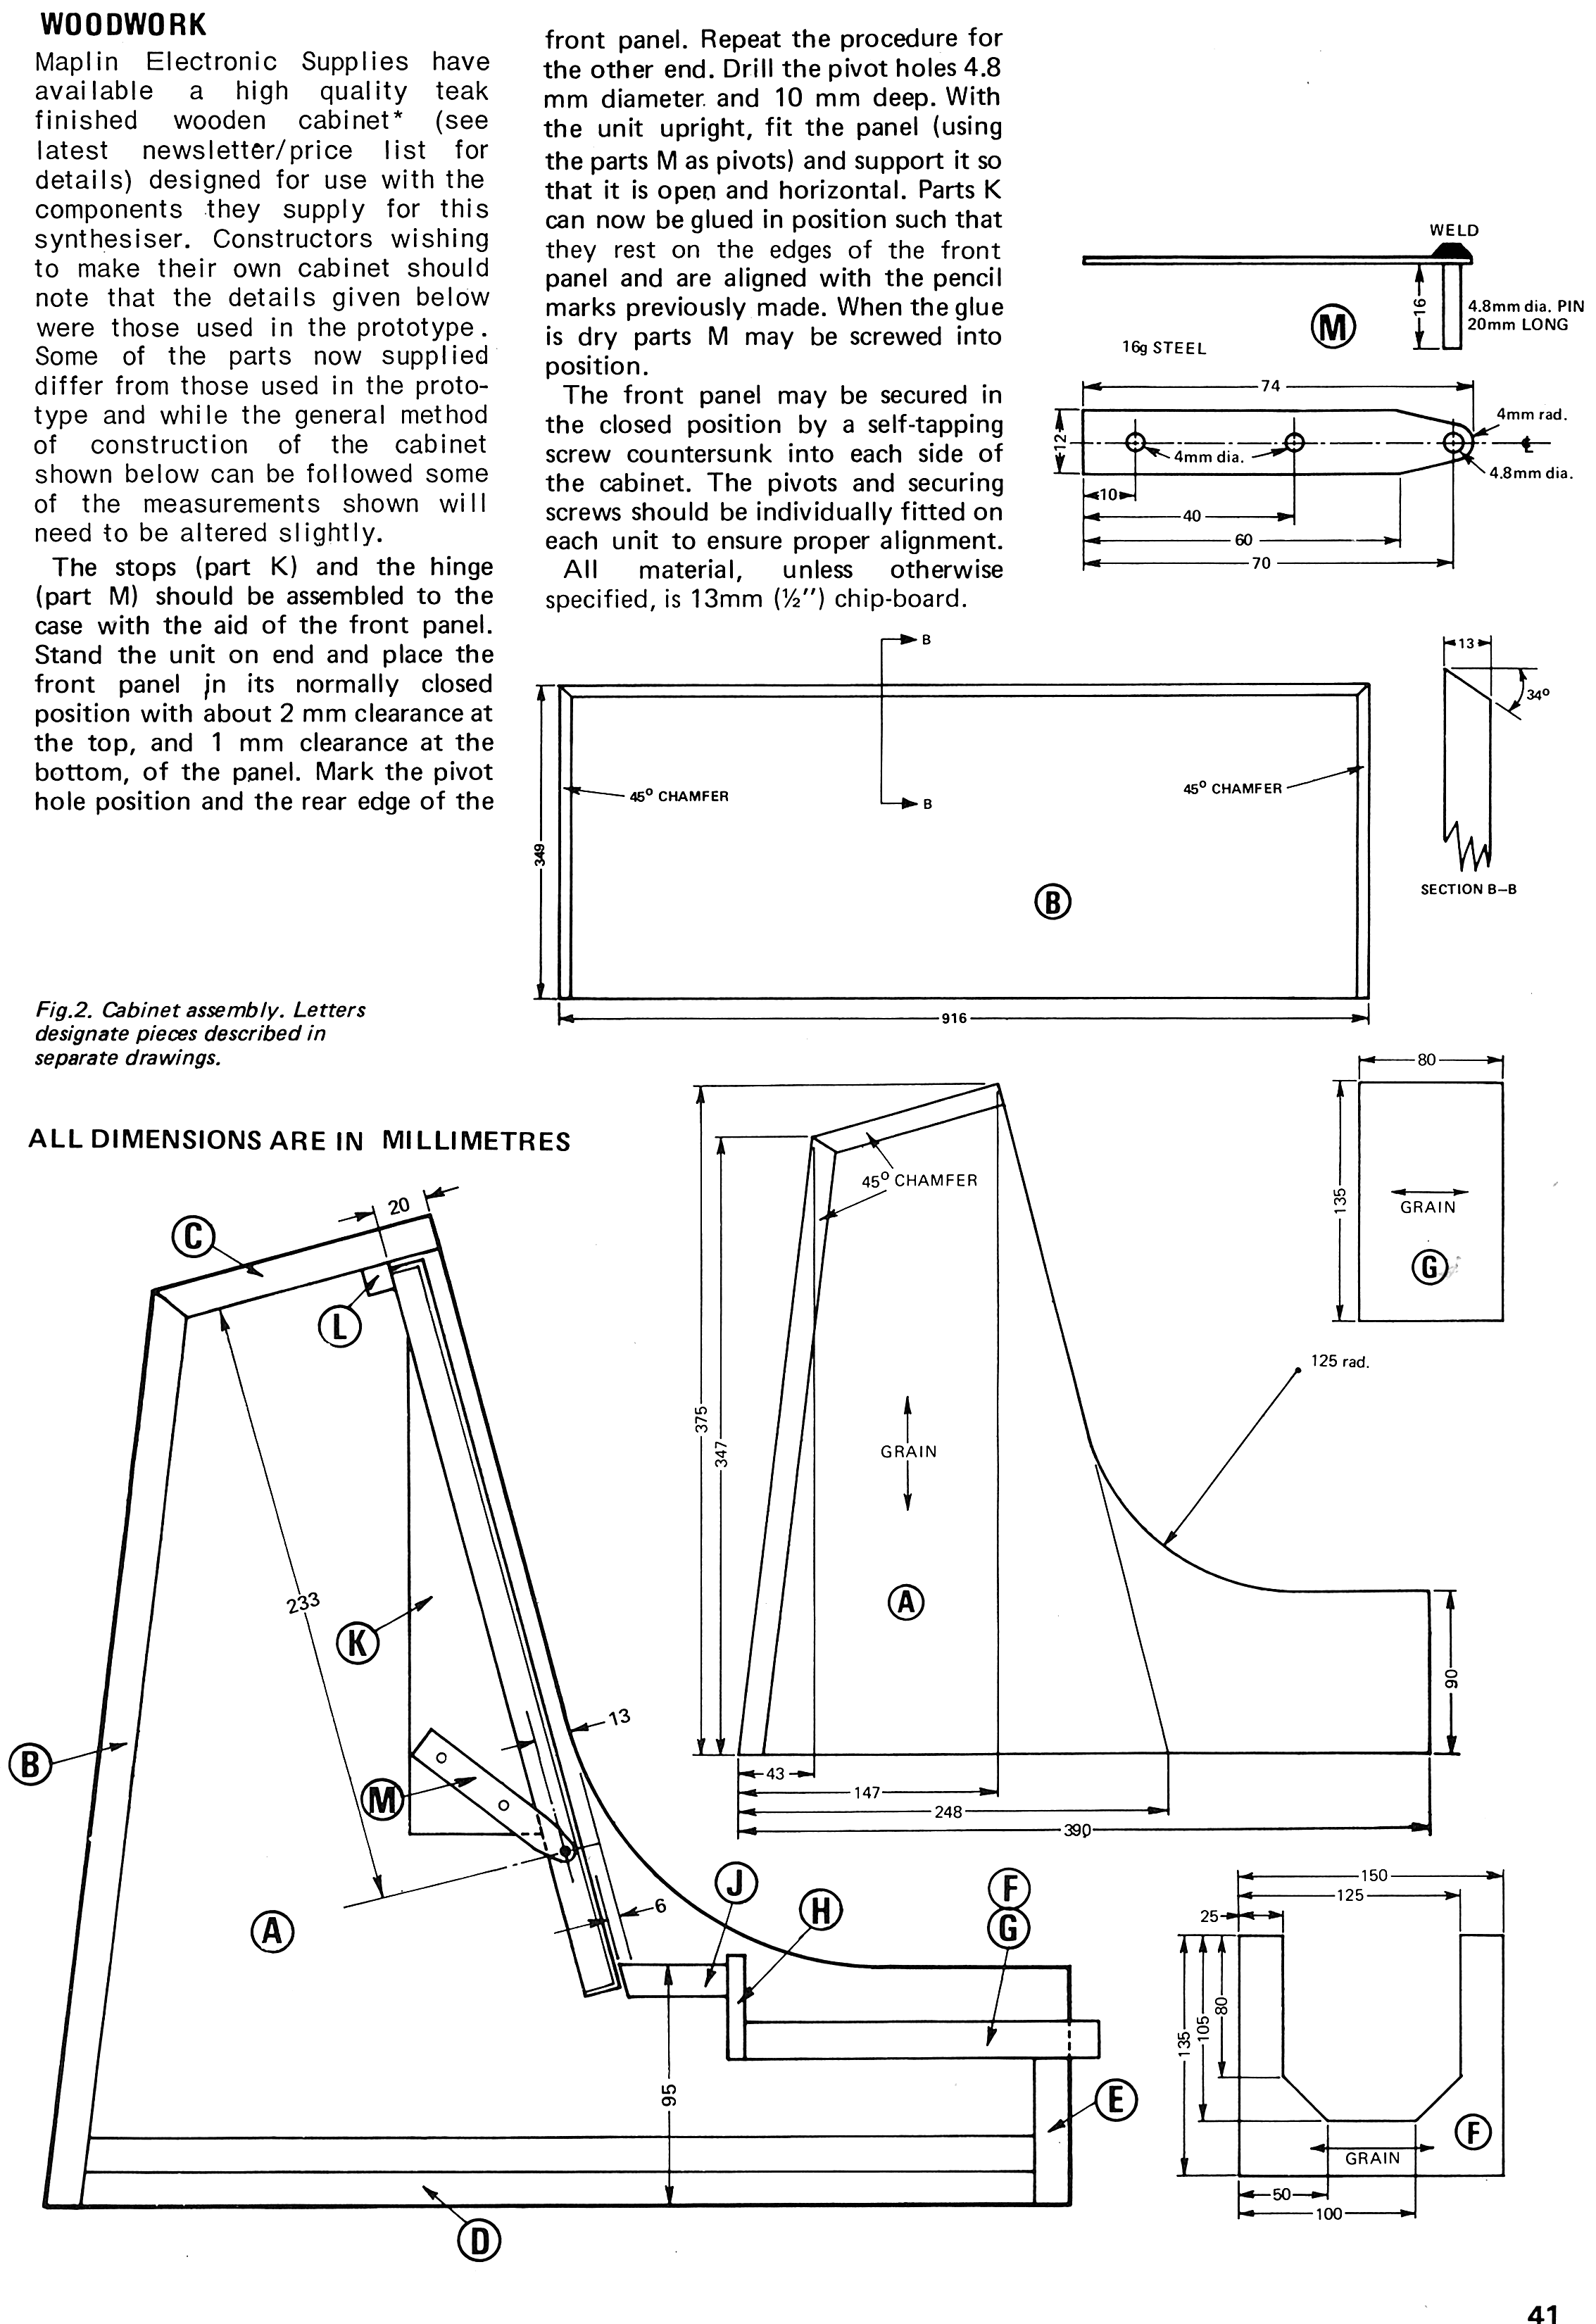 WOODWORK
Maplin Electronic Supplies have
available a high quality teak
finished wooden cabinet* (see
latest newsletter/price list for
details) designed for use with the
components they supply for this
synthesiser. Constructors wishing
to make their own cabinet should
note that the details given below
were those used in the prototype.
Some of the parts now supplied
differ from those used in the proto-
type and while the general method
of construction of the cabinet
shown below can be followed some
of the measurements shown will
need to be altered slightly.
The stops (part K) and the hinge
(part M) should be assembled to the
case with the aid of the front panel.
Stand the unit on end and place the
front panel in its normally closed
position with about 2 mm clearance at
the top, and 1 mm clearance at the
bottom, of the panel. Mark the pivot
hole position and the rear edge of the
front panel. Repeat the procedure for
the other end. Drill the pivot holes 4.8
mm diameter and 10 mm deep. With
the unit upright, fit the panel (using
the parts M as pivots) and support it so
that it is open and horizontal. Parts K
can now be glued in position such that
they rest on the edges of the front
panel and are aligned with the pencil
marks previously made. When the glue
is dry parts M may be screwed into
position.
The front panel may be secured in
the closed position by a self-tapping
screw countersunk into each side of
the cabinet. The pivots and securing
screws should be individually fitted on
each unit to ensure proper alignment.
All material, unless otherwise
specified, is 13mm (½") chip-board.
WELD
16
4.8mm dia. PIN
20mm LONG
M
16g STEEL
74
12
4mm dia.
4mm rad.
℄
4.8mm dia.
10
40
60
70
B
B
45° CHAMFER
45° CHAMFER
349
B
916
13
34°
SECTION B–B
Fig.2. Cabinet assembly. Letters
designate pieces described in
separate drawings.
ALL DIMENSIONS ARE IN MILLIMETRES
80
135
GRAIN
G
45° CHAMFER
375
347
GRAIN
A
125 rad.
90
43
147
248
390
20
C
L
233
K
B
13
M
A
6
J
H
F
G
95
E
D
150
125
25
135
105
80
GRAIN
F
50
100
41